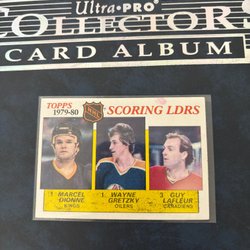 Ultra·PRO
COLLECTORS
CARD ALBUM
TOPPS
1979-80
NHL
SCORING LDRS
1 MARCEL
DIONNE
KINGS
1 WAYNE
GRETZKY
OILERS
3 GUY
LAFLEUR
CANADIENS